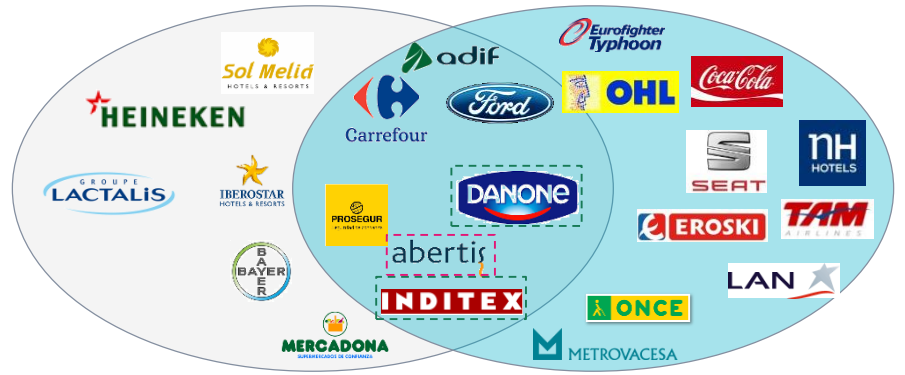 Sol Meliá
HOTELS & RESORTS
HEINEKEN
GROUPE
LACTALIS
IBEROSTAR
HOTELS & RESORTS
BAYER
BAYER
MERCADONA
SUPERMERCADOS DE CONFIANZA
adif
Carrefour
Ford
PROSEGUR
DANONE
abertis
INDITEX
Eurofighter
Typhoon
OHL
Coca-Cola
SEAT
nH
HOTELS
EROSKI
TAM
AIRLINES
LAN
ONCE
METROVACESA